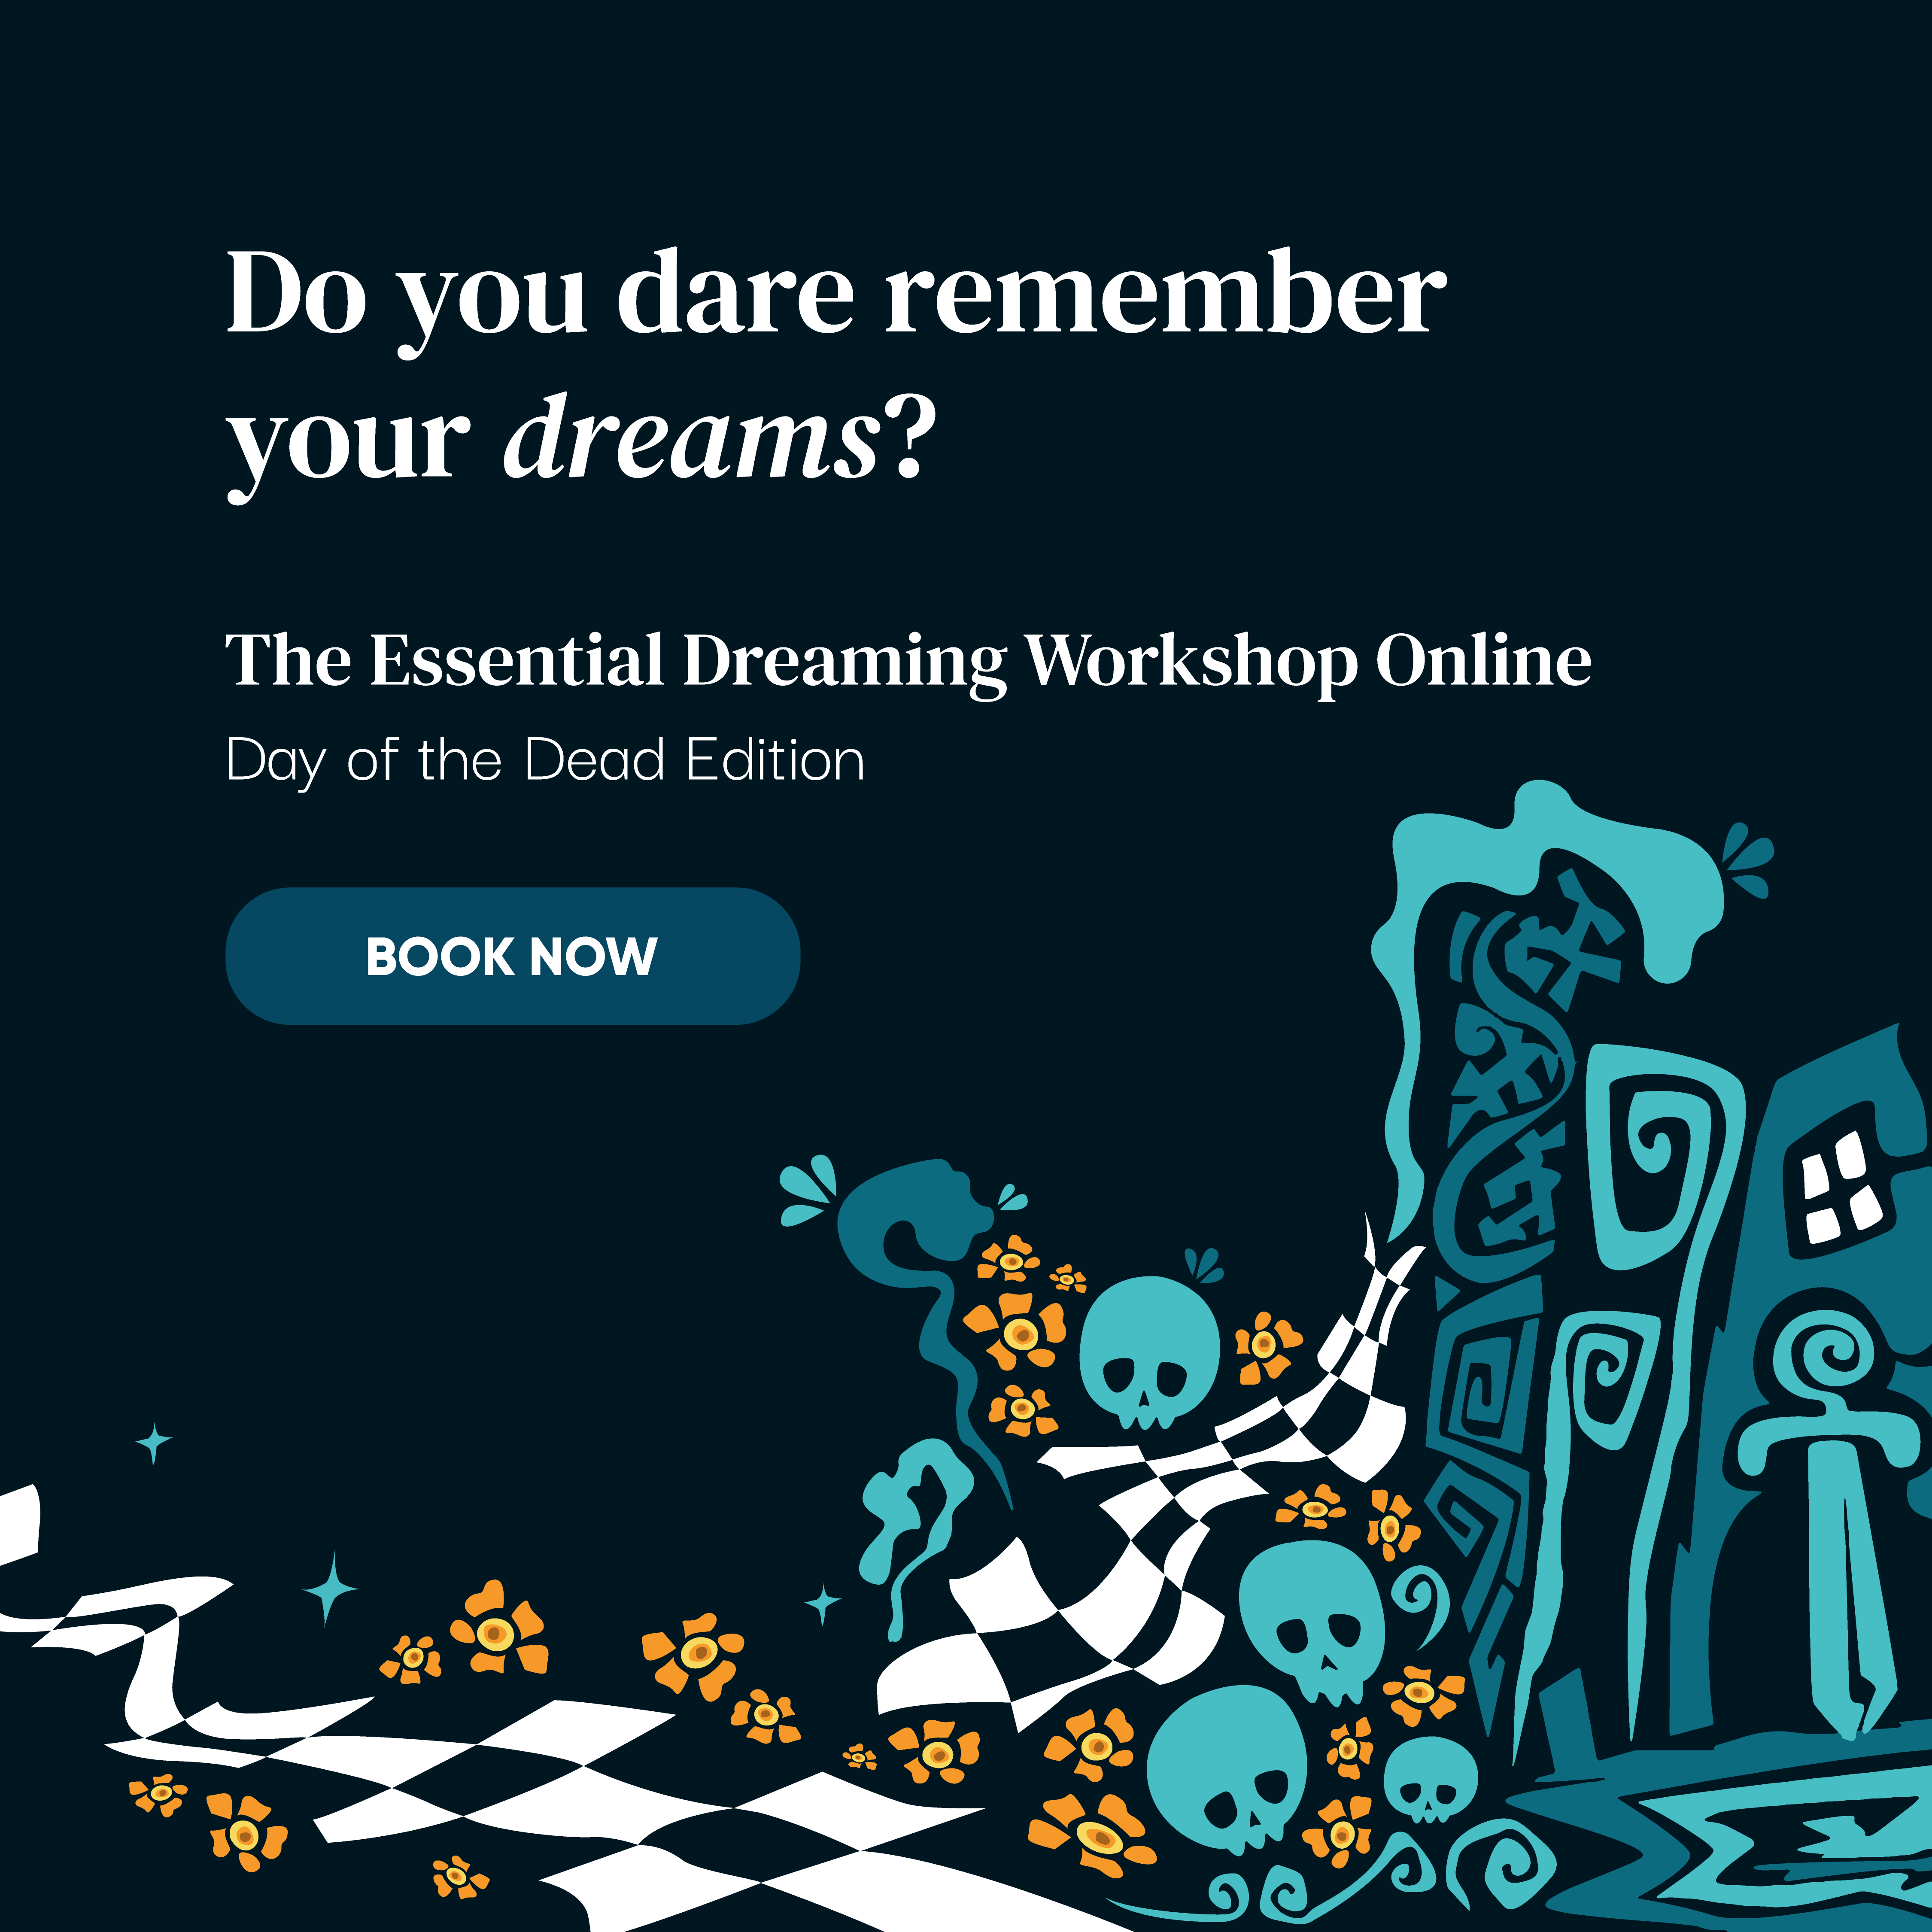 Do you dare remember
your dreams?
The Essential Dreaming Workshop Online
Day of the Dead Edition
BOOK NOW